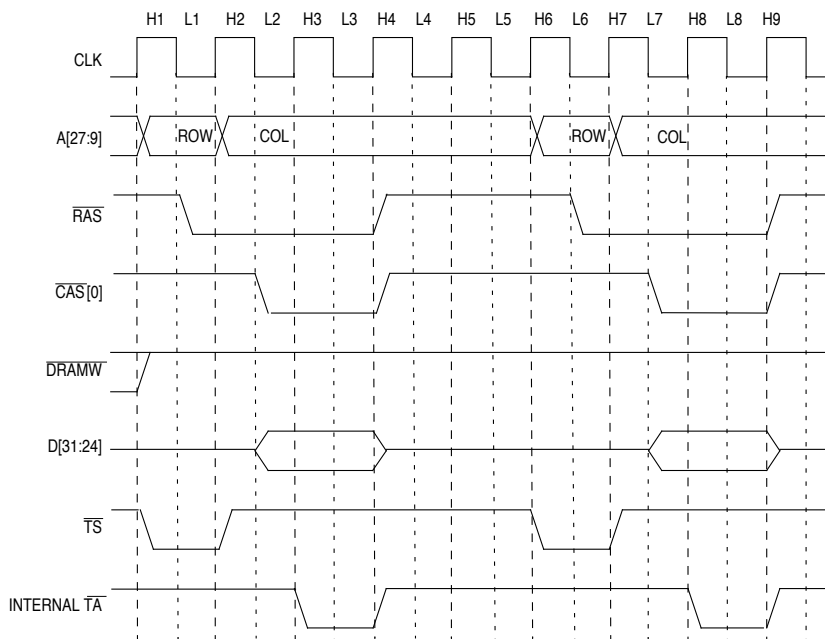 H1 L1 H2 L2 H3 L3 H4 L4 H5 L5 H6 L6 H7 L7 H8 L8 H9
CLK
A[27:9] ROW COL ROW COL
RAS
CAS[0]
DRAMW
D[31:24]
TS
INTERNAL TA